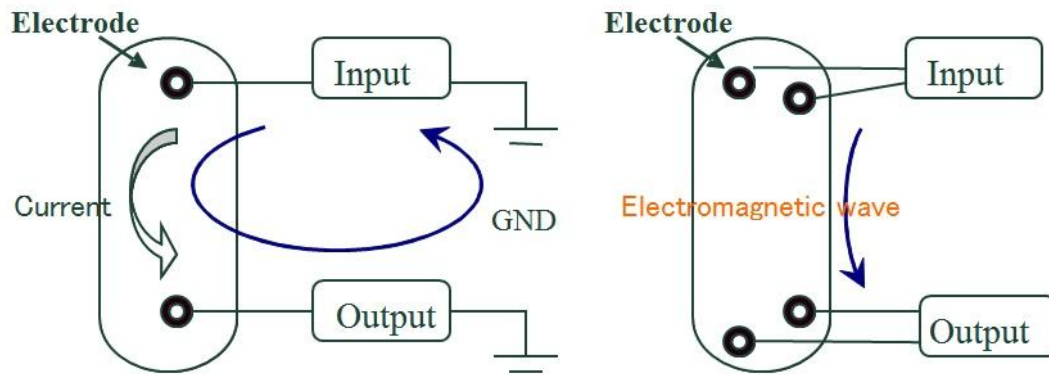 Electrode
Input
Current
GND
Output
Electrode
Input
Electromagnetic wave
Output